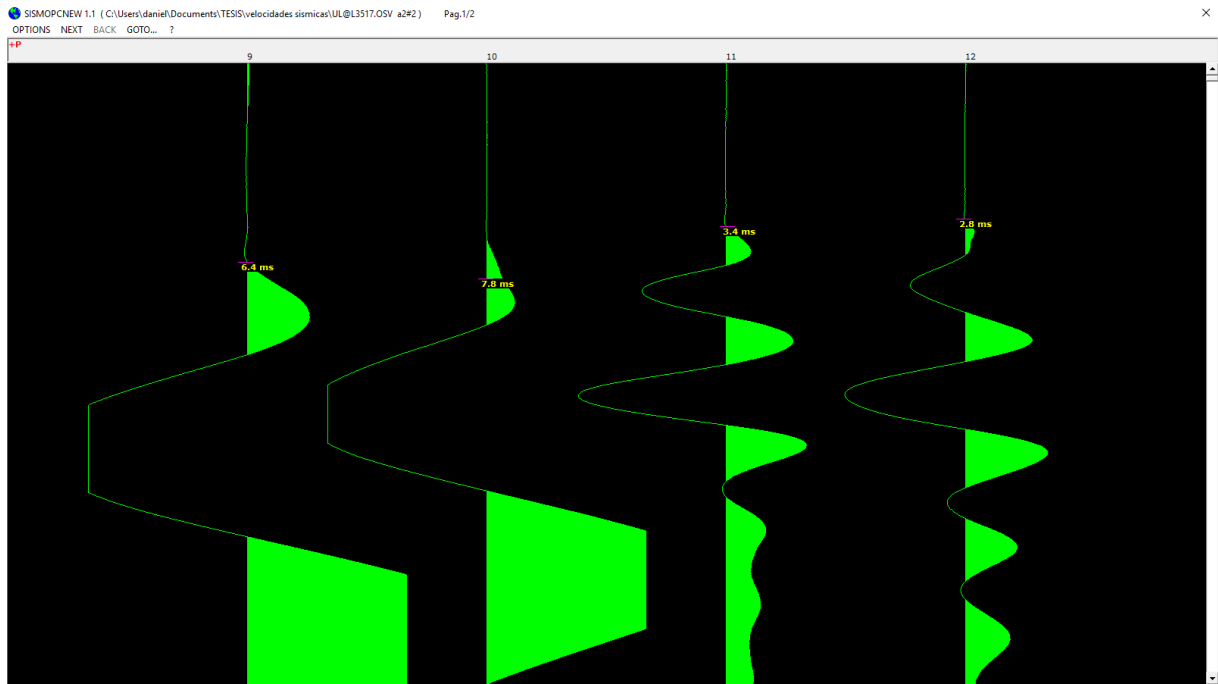 SISMOPCNEW 1.1 ( C:\Users\daniel\Documents\TESIS\velocidades sismicas\UL@L3517.OSV a2#2 ) Pag.1/2
OPTIONS NEXT BACK GOTO... ?
+P
9 10 11 12
2.8 ms
3.4 ms
6.4 ms
7.8 ms